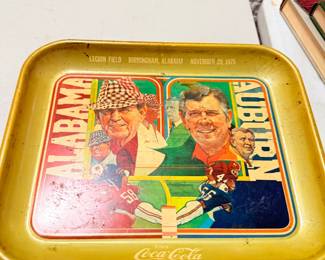 LEGION FIELD BIRMINGHAM, ALABAMA NOVEMBER 29, 1975
ALABAMA
AUBURN
Coca-Cola